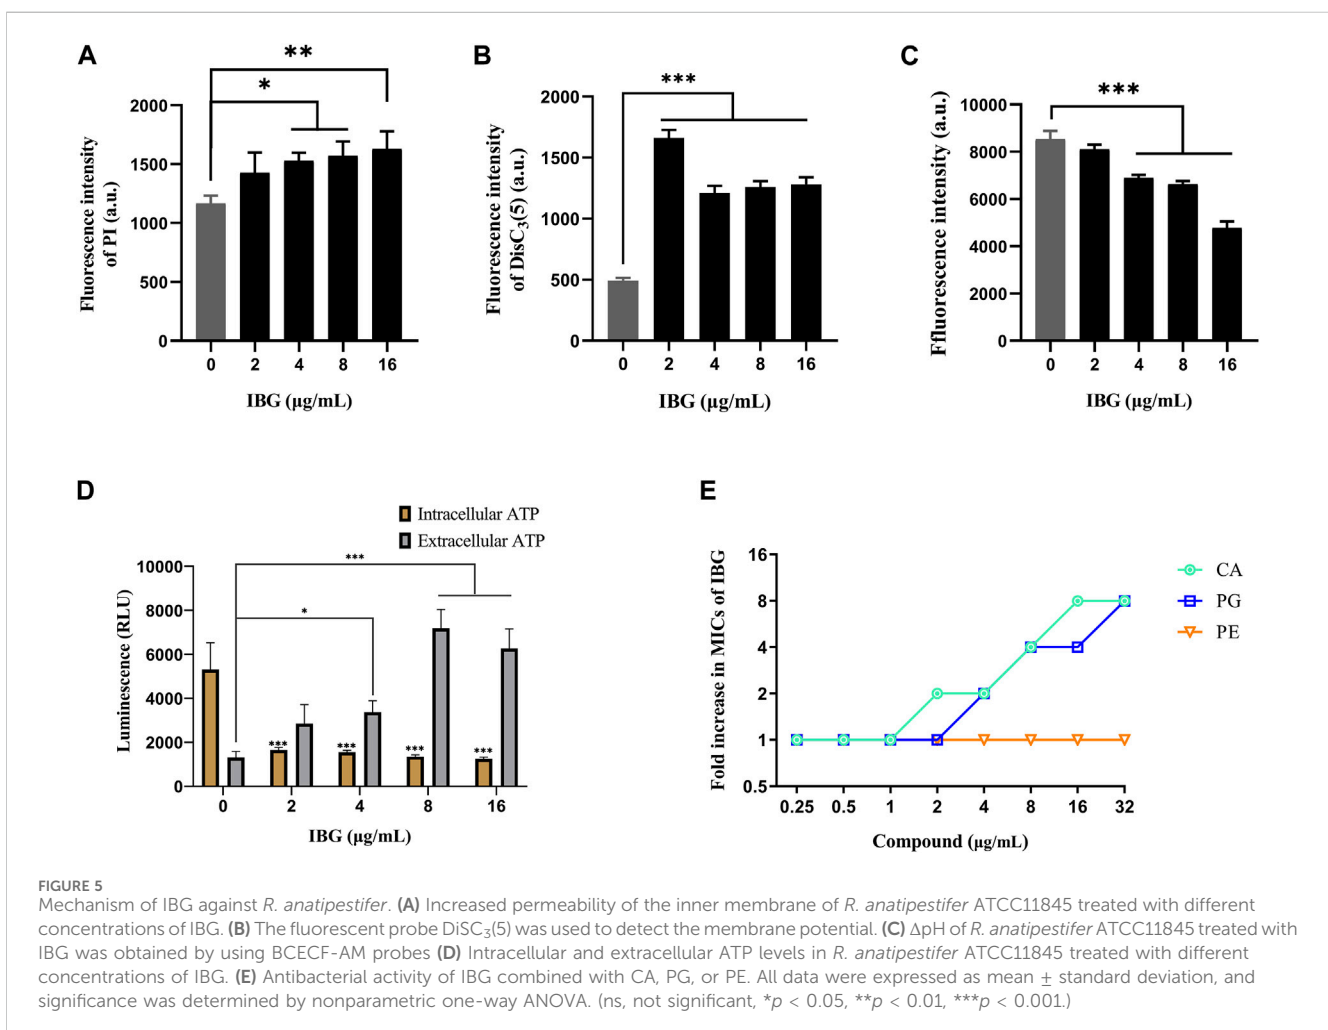 A
**
*
2000
1500
1000
500
0
Fluorescence intensity
of PI (a.u.)
0 2 4 8 16
IBG (μg/mL)
B
***
2000
1500
1000
500
0
Fluorescence intensity
of DisC3(5) (a.u.)
0 2 4 8 16
IBG (μg/mL)
C
***
10000
8000
6000
4000
2000
0
Ffluorescence intensity (a.u.)
0 2 4 8 16
IBG (μg/mL)
D
Intracellular ATP
Extracellular ATP
***
*
*** *** *** ***
10000
8000
6000
4000
2000
0
Luminescence (RLU)
0 2 4 8 16
IBG (μg/mL)
E
16
8
4
2
1
0.5
Fold increase in MICs of IBG
0.25 0.5 1 2 4 8 16 32
Compound (μg/mL)
CA
PG
PE
FIGURE 5
Mechanism of IBG against R. anatipestifer. (A) Increased permeability of the inner membrane of R. anatipestifer ATCC11845 treated with different
concentrations of IBG. (B) The fluorescent probe DiSC3(5) was used to detect the membrane potential. (C) ΔpH of R. anatipestifer ATCC11845 treated with
IBG was obtained by using BCECF-AM probes (D) Intracellular and extracellular ATP levels in R. anatipestifer ATCC11845 treated with different
concentrations of IBG. (E) Antibacterial activity of IBG combined with CA, PG, or PE. All data were expressed as mean ± standard deviation, and
significance was determined by nonparametric one-way ANOVA. (ns, not significant, *p < 0.05, **p < 0.01, ***p < 0.001.)